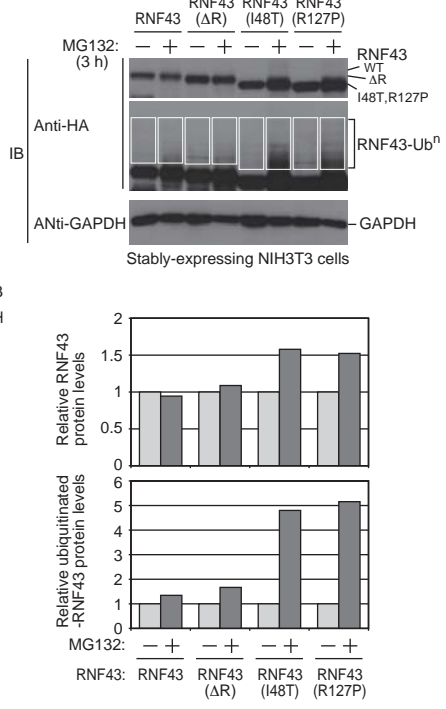 RNF43 RNF43 RNF43 RNF43
(ΔR) (I48T) (R127P)
MG132: − + − + − + − + RNF43
(3 h) WT
ΔR
I48T,R127P
Anti-HA
RNF43-Ubⁿ
IB
ANti-GAPDH GAPDH
Stably-expressing NIH3T3 cells
B
H
Relative RNF43
protein levels
2
1.5
1
0.5
0
Relative ubiquitinated
-RNF43 protein levels
6
5
4
3
2
1
0
MG132: − + − + − + − +
RNF43: RNF43 RNF43 RNF43 RNF43
(ΔR) (I48T) (R127P)